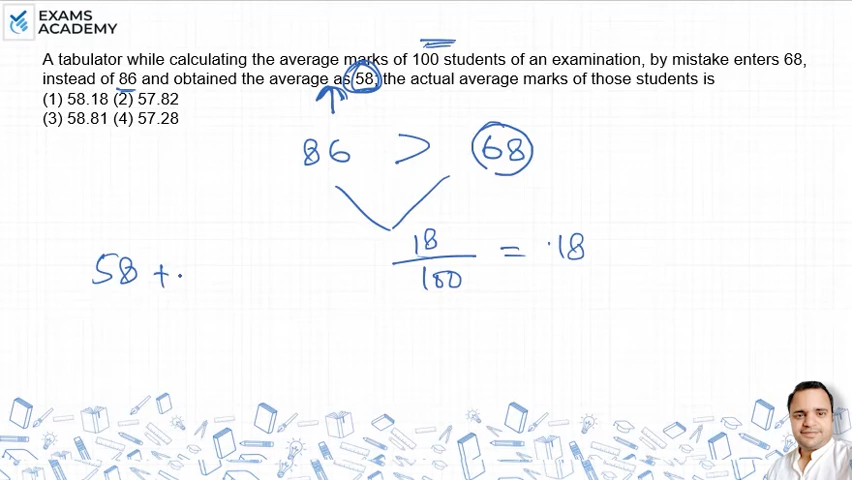 EXAMS
ACADEMY
A tabulator while calculating the average marks of 100 students of an examination, by mistake enters 68,
instead of 86 and obtained the average as 58; the actual average marks of those students is
(1) 58.18 (2) 57.82
(3) 58.81 (4) 57.28
86 > 68
18
100
= .18
58 + .